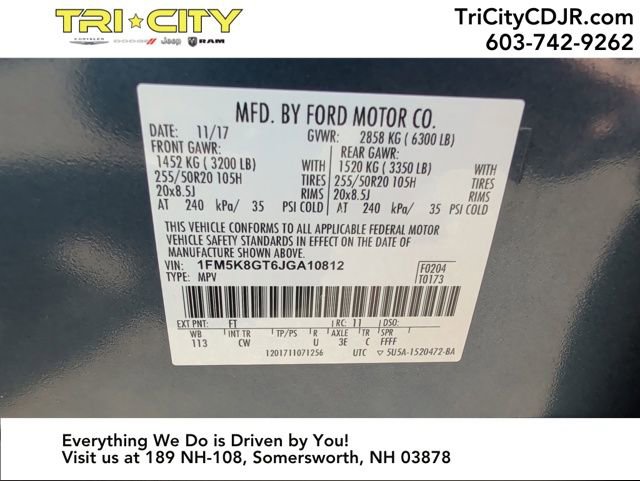 TRI★CITY
CHRYSLER DODGE Jeep RAM
TriCityCDJR.com
603-742-9262
MFD. BY FORD MOTOR CO.
DATE: 11/17 GVWR: 2858 KG ( 6300 LB)
FRONT GAWR: REAR GAWR:
1452 KG ( 3200 LB) WITH 1520 KG ( 3350 LB) WITH
255/50R20 105H TIRES 255/50R20 105H TIRES
20x8.5J RIMS 20x8.5J RIMS
AT 240 kPa/ 35 PSI COLD AT 240 kPa/ 35 PSI COLD
THIS VEHICLE CONFORMS TO ALL APPLICABLE FEDERAL MOTOR
VEHICLE SAFETY STANDARDS IN EFFECT ON THE DATE OF
MANUFACTURE SHOWN ABOVE.
VIN: 1FM5K8GT6JGA10812 F0204
TYPE: MPV T0173
EXT PNT: FT RC: 11 DSO:
WB INT TR TP/PS R AXLE TR SPR
113 CW U 3E C FFFF
1201711071256 UTC ▽ 5U5A-1520472-BA
Everything We Do is Driven by You!
Visit us at 189 NH-108, Somersworth, NH 03878